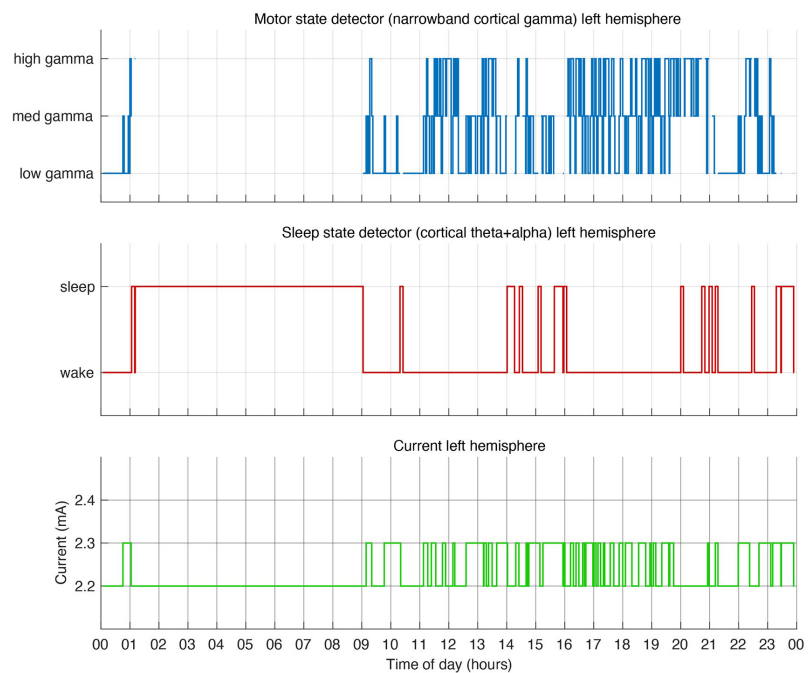 Motor state detector (narrowband cortical gamma) left hemisphere
high gamma
med gamma
low gamma
Sleep state detector (cortical theta+alpha) left hemisphere
sleep
wake
Current left hemisphere
Current (mA)
2.4
2.3
2.2
00 01 02 03 04 05 06 07 08 09 10 11 12 13 14 15 16 17 18 19 20 21 22 23 00
Time of day (hours)